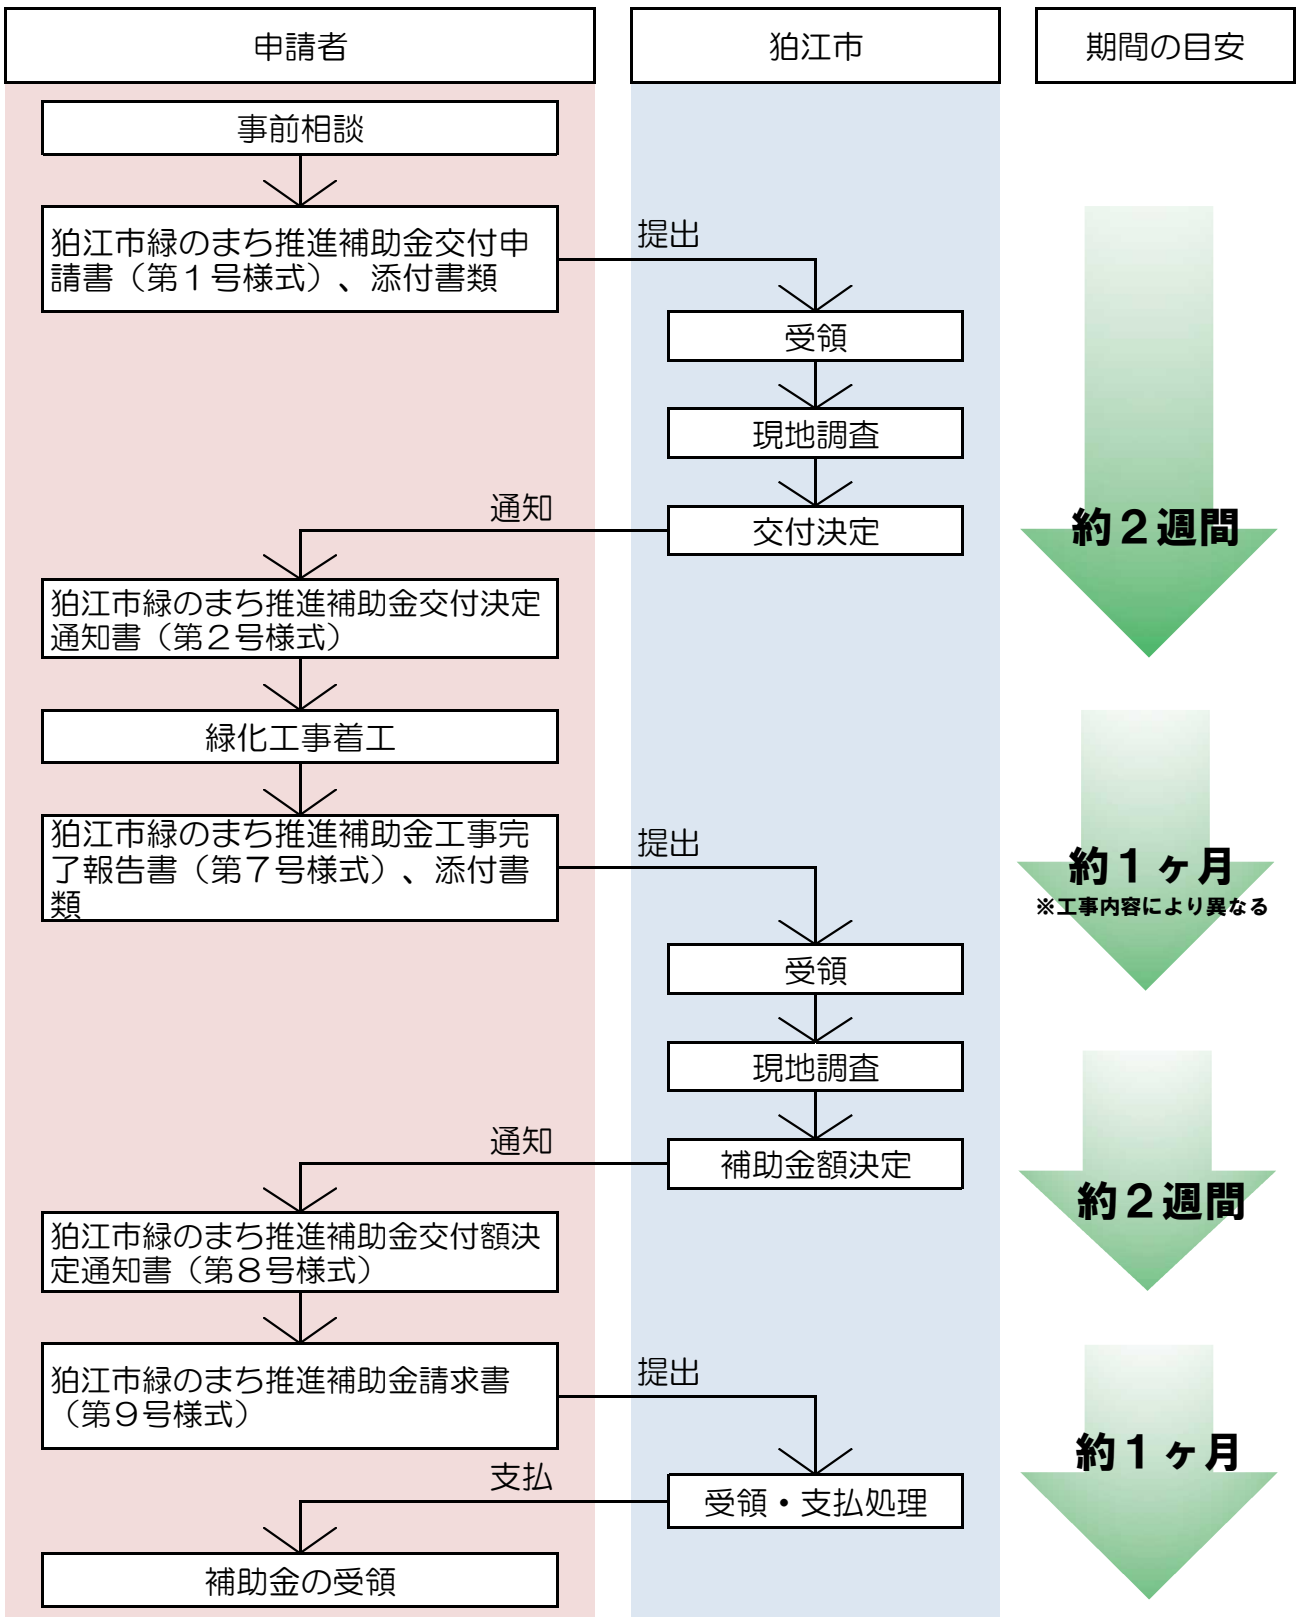 申請者
狛江市
期間の目安
事前相談
狛江市緑のまち推進補助金交付申
請書（第１号様式）、添付書類
提出
受領
現地調査
交付決定
通知
約２週間
狛江市緑のまち推進補助金交付決定
通知書（第２号様式）
緑化工事着工
狛江市緑のまち推進補助金工事完
了報告書（第７号様式）、添付書
類
提出
約１ヶ月
※工事内容により異なる
受領
現地調査
補助金額決定
通知
約２週間
狛江市緑のまち推進補助金交付額決
定通知書（第８号様式）
狛江市緑のまち推進補助金請求書
（第９号様式）
提出
約１ヶ月
受領・支払処理
支払
補助金の受領